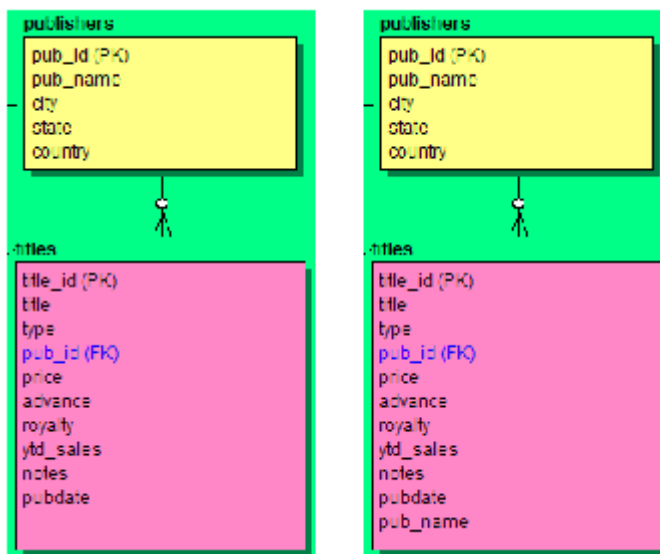 publishers
pub_id (PK)
pub_name
city
state
country
titles
title_id (PK)
title
type
pub_id (FK)
price
advance
royalty
ytd_sales
notes
pubdate
publishers
pub_id (PK)
pub_name
city
state
country
titles
title_id (PK)
title
type
pub_id (FK)
price
advance
royalty
ytd_sales
notes
pubdate
pub_name